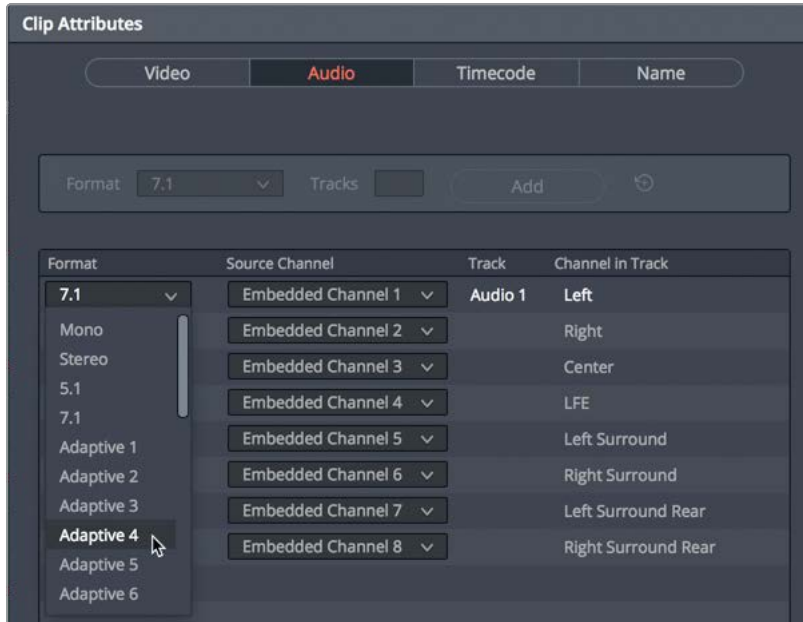 Clip Attributes
Video Audio Timecode Name
Format 7.1 Tracks Add
Format Source Channel Track Channel in Track
7.1 Embedded Channel 1 Audio 1 Left
Mono Embedded Channel 2 Right
Stereo Embedded Channel 3 Center
5.1 Embedded Channel 4 LFE
7.1
Adaptive 1 Embedded Channel 5 Left Surround
Adaptive 2 Embedded Channel 6 Right Surround
Adaptive 3 Embedded Channel 7 Left Surround Rear
Adaptive 4 Embedded Channel 8 Right Surround Rear
Adaptive 5
Adaptive 6